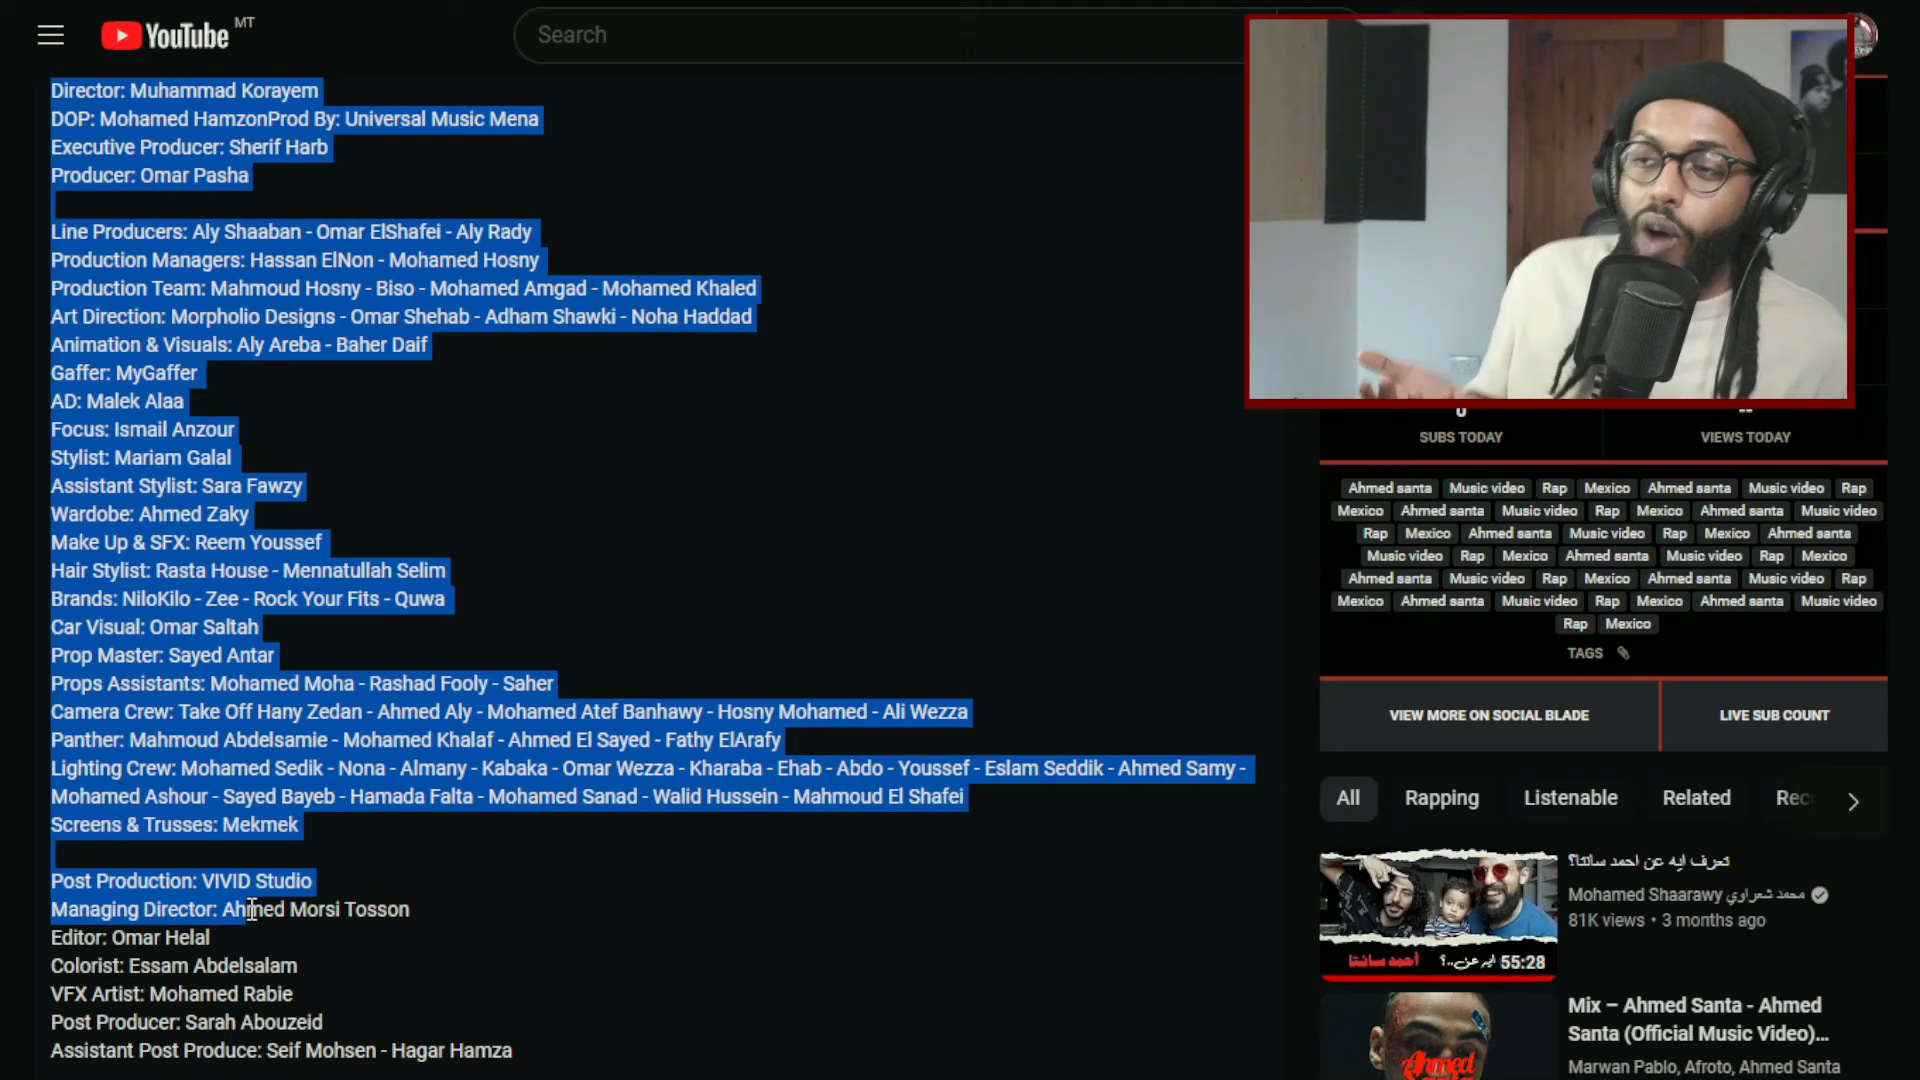 YouTube MT
Search
Director: Muhammad Korayem
DOP: Mohamed HamzonProd By: Universal Music Mena
Executive Producer: Sherif Harb
Producer: Omar Pasha
Line Producers: Aly Shaaban - Omar ElShafei - Aly Rady
Production Managers: Hassan ElNon - Mohamed Hosny
Production Team: Mahmoud Hosny - Biso - Mohamed Amgad - Mohamed Khaled
Art Direction: Morpholio Designs - Omar Shehab - Adham Shawki - Noha Haddad
Animation & Visuals: Aly Areba - Baher Daif
Gaffer: MyGaffer
AD: Malek Alaa
Focus: Ismail Anzour
Stylist: Mariam Galal
Assistant Stylist: Sara Fawzy
Wardobe: Ahmed Zaky
Make Up & SFX: Reem Youssef
Hair Stylist: Rasta House - Mennatullah Selim
Brands: NiloKilo - Zee - Rock Your Fits - Quwa
Car Visual: Omar Saltah
Prop Master: Sayed Antar
Props Assistants: Mohamed Moha - Rashad Fooly - Saher
Camera Crew: Take Off Hany Zedan - Ahmed Aly - Mohamed Atef Banhawy - Hosny Mohamed - Ali Wezza
Panther: Mahmoud Abdelsamie - Mohamed Khalaf - Ahmed El Sayed - Fathy ElArafy
Lighting Crew: Mohamed Sedik - Nona - Almany - Kabaka - Omar Wezza - Kharaba - Ehab - Abdo - Youssef - Eslam Seddik - Ahmed Samy -
Mohamed Ashour - Sayed Bayeb - Hamada Falta - Mohamed Sanad - Walid Hussein - Mahmoud El Shafei
Screens & Trusses: Mekmek
Post Production: VIVID Studio
Managing Director: Ahmed Morsi Tosson
Editor: Omar Helal
Colorist: Essam Abdelsalam
VFX Artist: Mohamed Rabie
Post Producer: Sarah Abouzeid
Assistant Post Produce: Seif Mohsen - Hagar Hamza
SUBS TODAY
VIEWS TODAY
Ahmed santa Music video Rap Mexico Ahmed santa Music video Rap
Mexico Ahmed santa Music video Rap Mexico Ahmed santa Music video
Rap Mexico Ahmed santa Music video Rap Mexico Ahmed santa
Music video Rap Mexico Ahmed santa Music video Rap Mexico
Ahmed santa Music video Rap Mexico Ahmed santa Music video Rap
Mexico Ahmed santa Music video Rap Mexico Ahmed santa Music video
Rap Mexico
TAGS
VIEW MORE ON SOCIAL BLADE
LIVE SUB COUNT
All Rapping Listenable Related Rec
تعرف ايه عن احمد سانتا؟
Mohamed Shaarawy محمد شعراوي
81K views • 3 months ago
ايه عن..؟ أحمد سانتا
55:28
Mix – Ahmed Santa - Ahmed
Santa (Official Music Video)...
Marwan Pablo, Afroto, Ahmed Santa
Ahmed